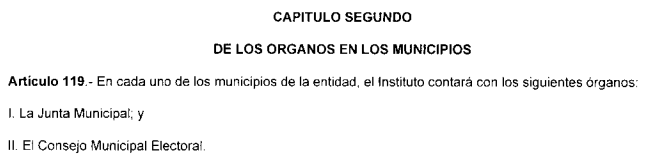 CAPITULO SEGUNDO
DE LOS ORGANOS EN LOS MUNICIPIOS
Artículo 119.- En cada uno de los municipios de la entidad, el Instituto contará con los siguientes órganos:
I. La Junta Municipal; y
II. El Consejo Municipal Electoral.